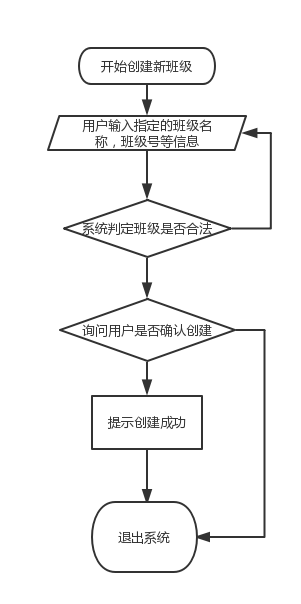 开始创建新班级
用户输入指定的班级名
称，班级号等信息
系统判定班级是否合法
询问用户是否确认创建
提示创建成功
退出系统